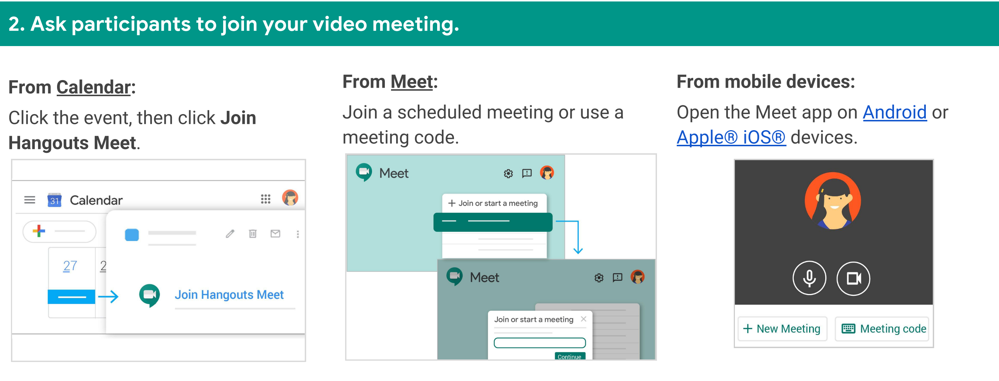 2. Ask participants to join your video meeting.
From Calendar:
Click the event, then click Join
Hangouts Meet.
31 Calendar
27 2
Join Hangouts Meet
From Meet:
Join a scheduled meeting or use a
meeting code.
Meet
+ Join or start a meeting
Meet
Join or start a meeting
Continue
From mobile devices:
Open the Meet app on Android or
Apple® iOS® devices.
+ New Meeting
Meeting code